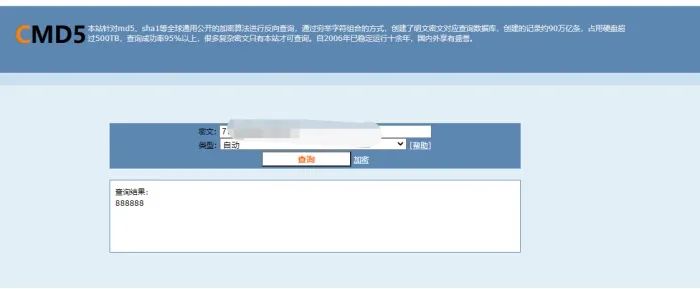 CMD5
本站针对md5、sha1等全球通用公开的加密算法进行反向查询，通过穷举字符组合的方式，创建了明文密文对应查询数据库，创建的记录约90万亿条，占用硬盘超
过500TB，查询成功率95%以上，很多复杂密文只有本站才可查询。自2006年已稳定运行十余年，国内外享有盛誉。
密文: 7
类型: 自动 [帮助]
查询 加密
查询结果:
888888